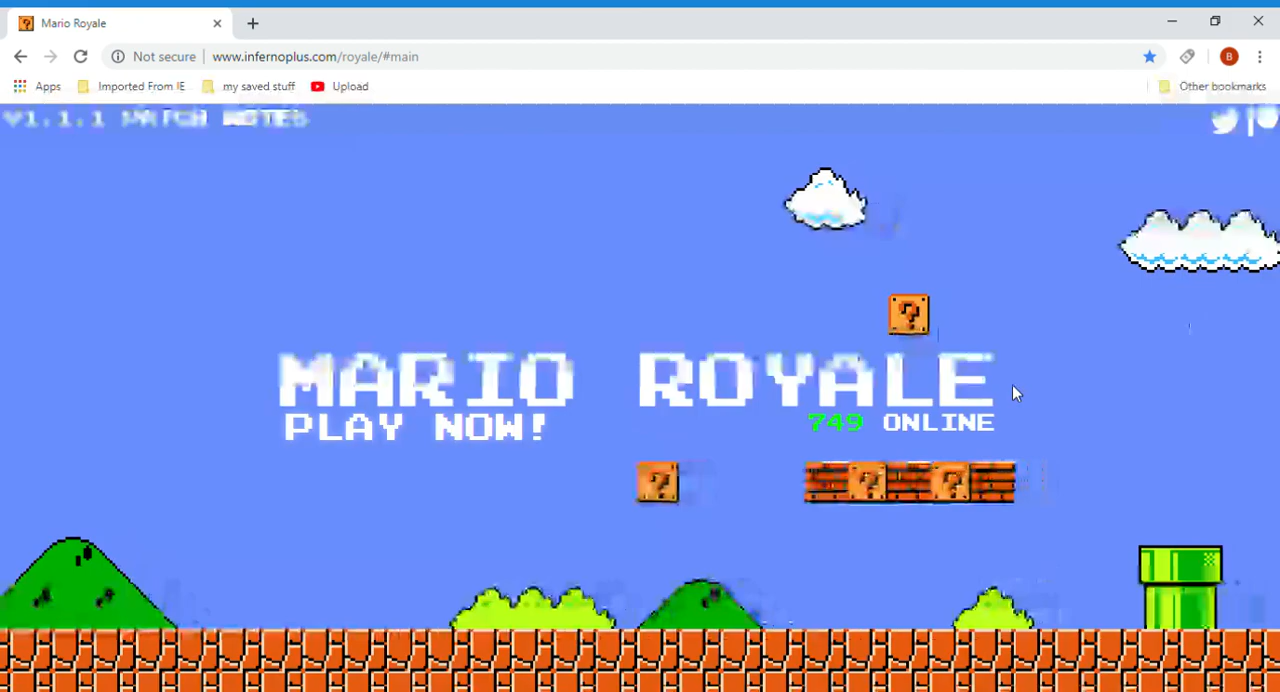 Mario Royale
Not secure | www.infernoplus.com/royale/#main B
Apps Imported From IE my saved stuff Upload Other bookmarks
V1.1.1 PATCH NOTES
?
MARIO ROYALE
PLAY NOW! 749 ONLINE
? ? ?